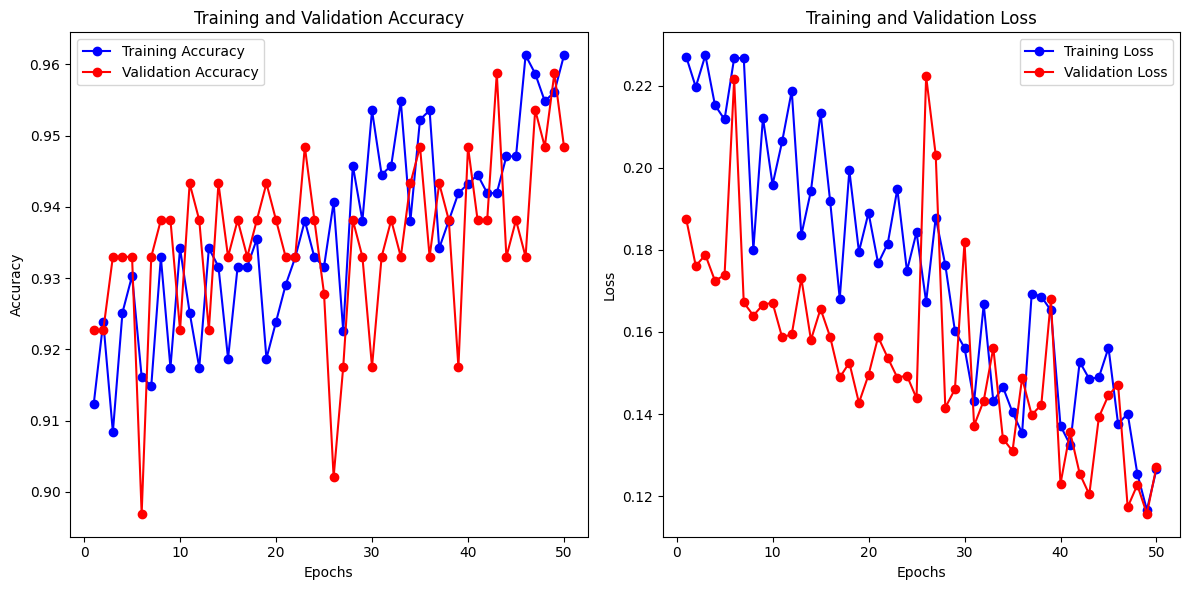 Training and Validation Accuracy
Training Accuracy
Validation Accuracy
0.96
0.95
0.94
0.93
0.92
0.91
0.90
Accuracy
0 10 20 30 40 50
Epochs
Training and Validation Loss
Training Loss
Validation Loss
0.22
0.20
0.18
0.16
0.14
0.12
Loss
0 10 20 30 40 50
Epochs